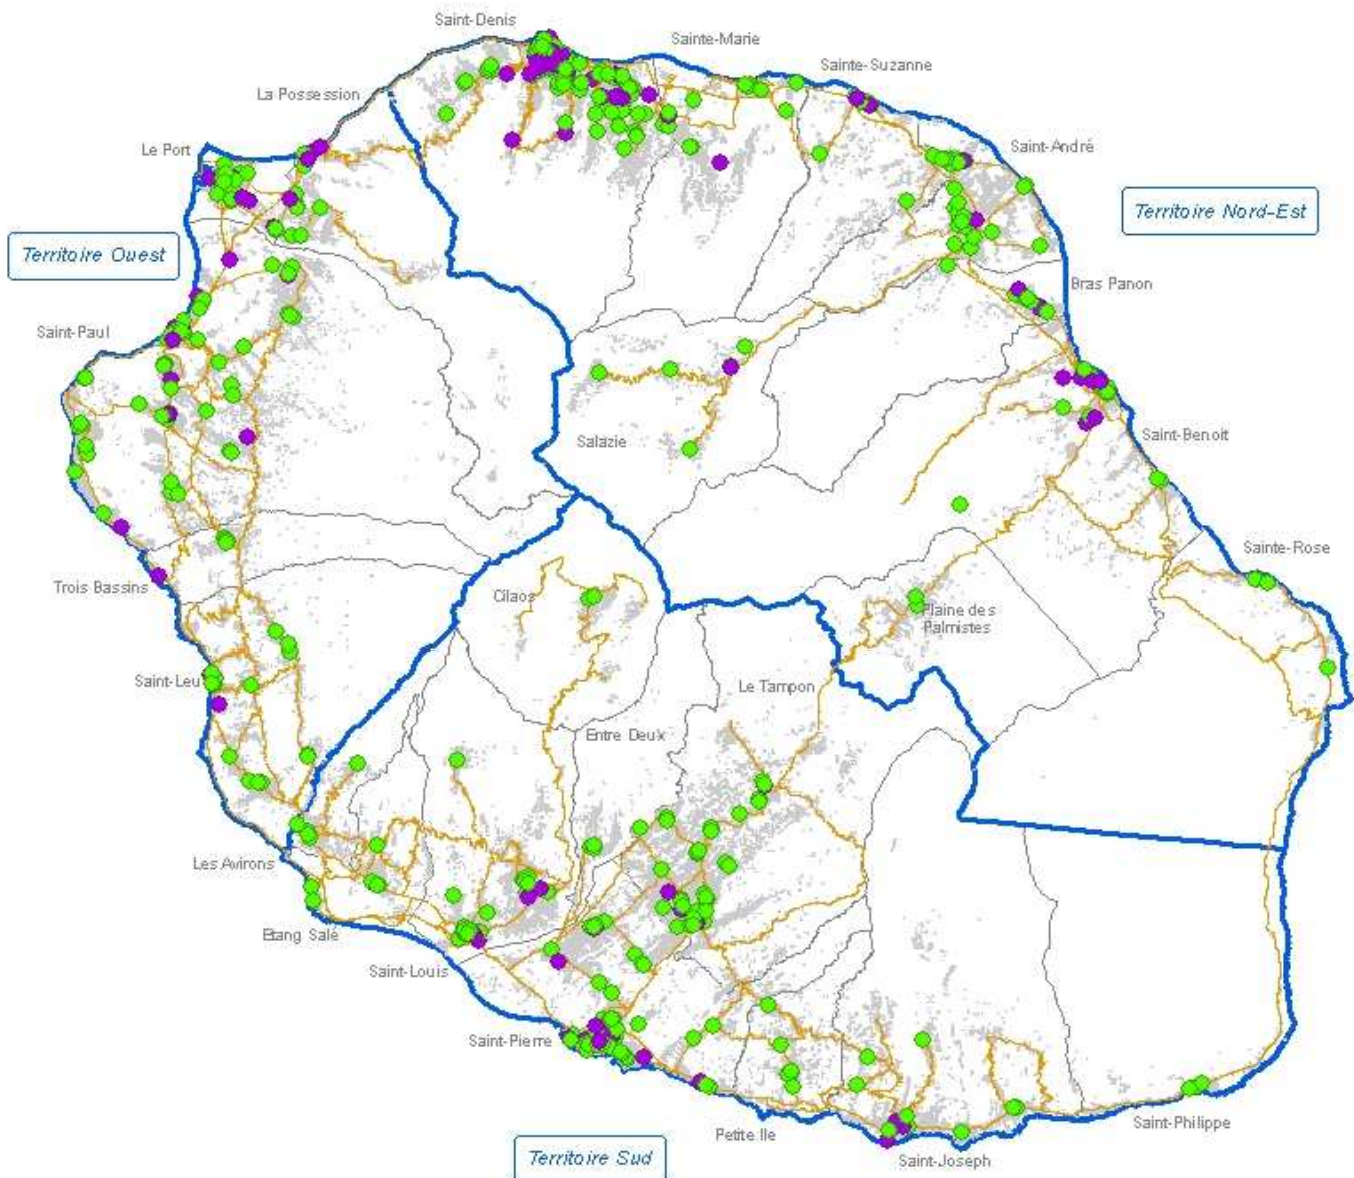 Saint-Denis
Sainte-Marie
Sainte-Suzanne
La Possession
Le Port
Saint-André
Territoire Nord-Est
Territoire Ouest
Bras Panon
Saint-Paul
Saint-Benoit
Salazie
Sainte-Rose
Trois Bassins
Cilaos
Plaine des
Palmistes
Saint-Leu
Le Tampon
Entre Deux
Les Avirons
Etang Salé
Saint-Louis
Saint-Pierre
Saint-Philippe
Petite Ile
Saint-Joseph
Territoire Sud